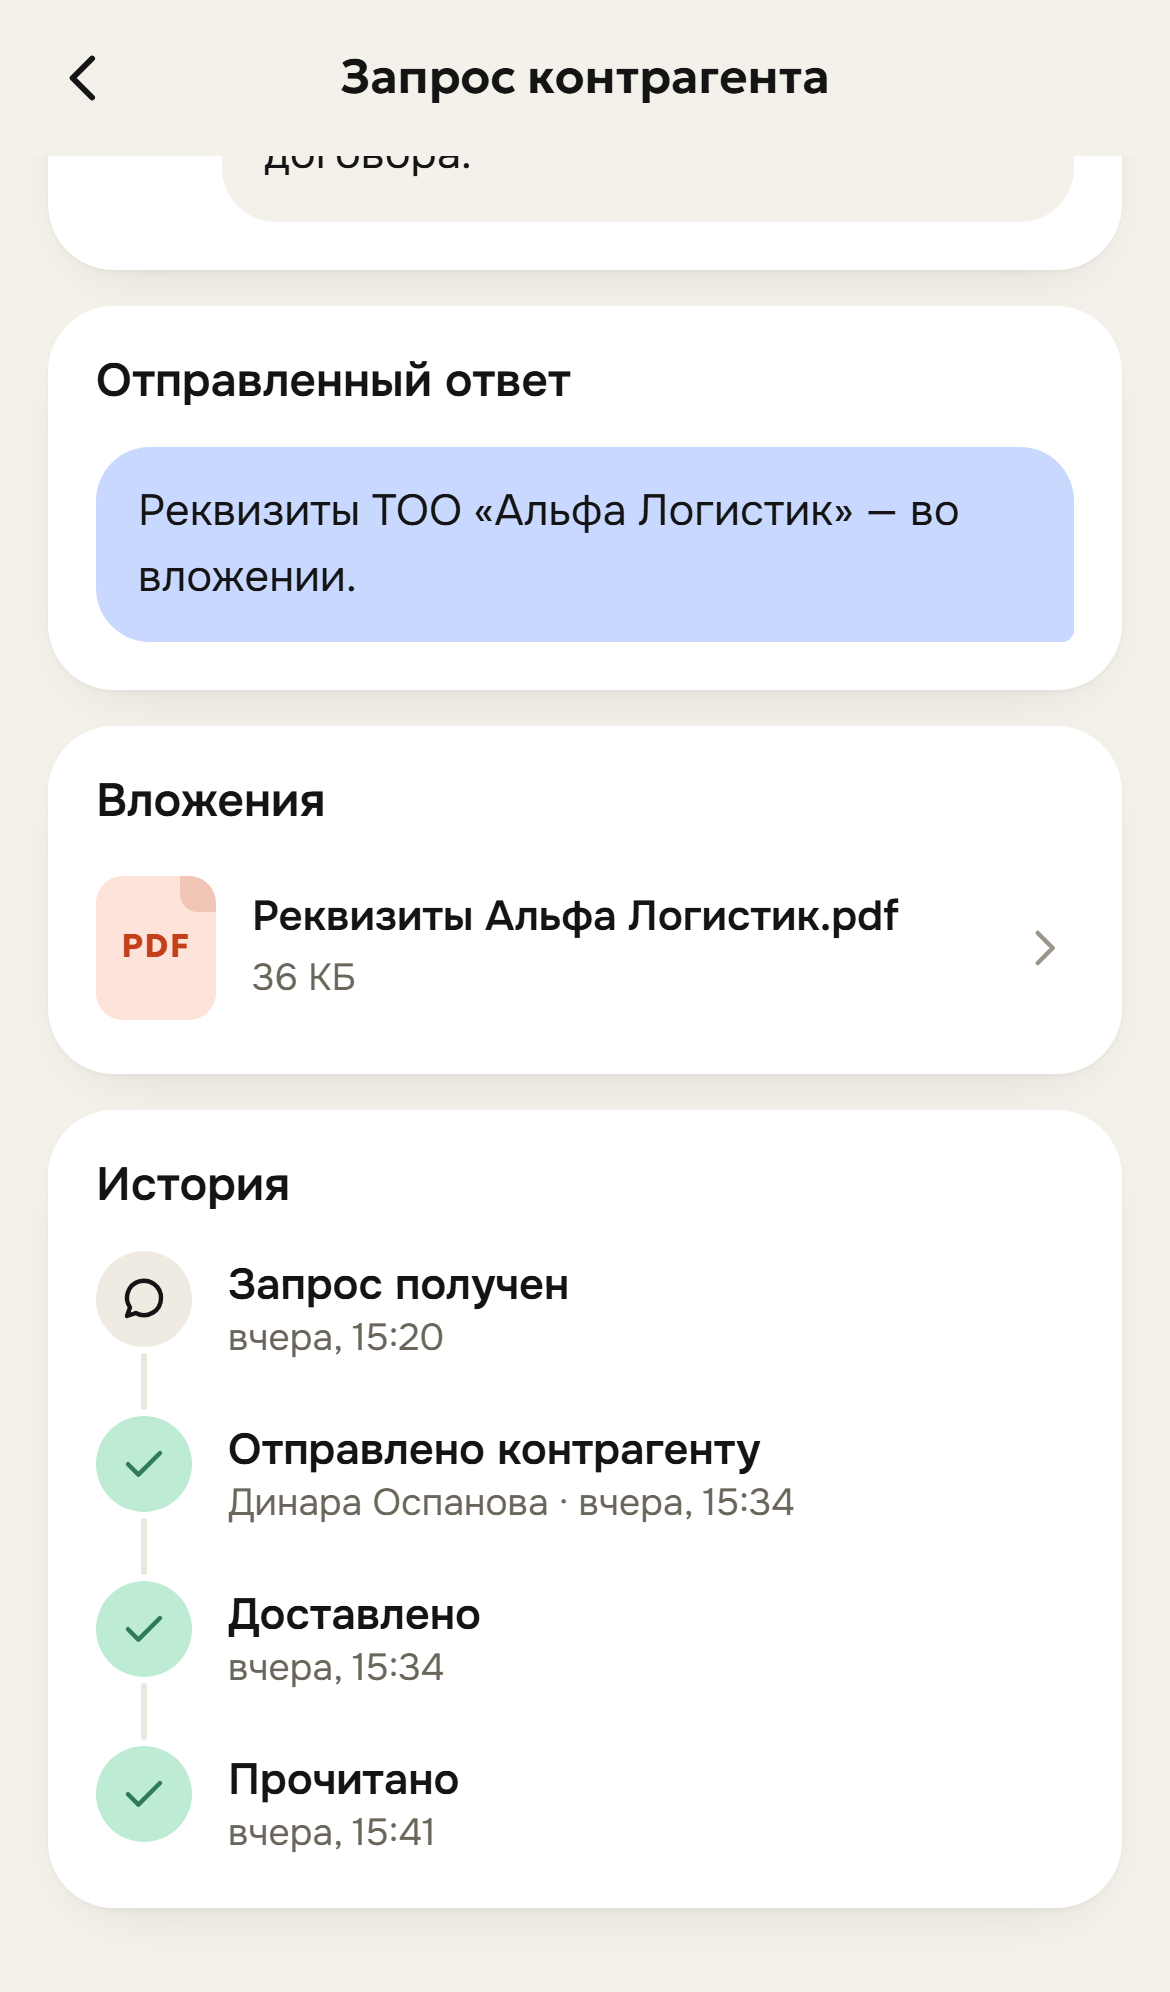 Запрос контрагента
договора.
Отправленный ответ
Реквизиты ТОО «Альфа Логистик» — во
вложении.
Вложения
PDF
Реквизиты Альфа Логистик.pdf
36 КБ
История
Запрос получен
вчера, 15:20
Отправлено контрагенту
Динара Оспанова · вчера, 15:34
Доставлено
вчера, 15:34
Прочитано
вчера, 15:41